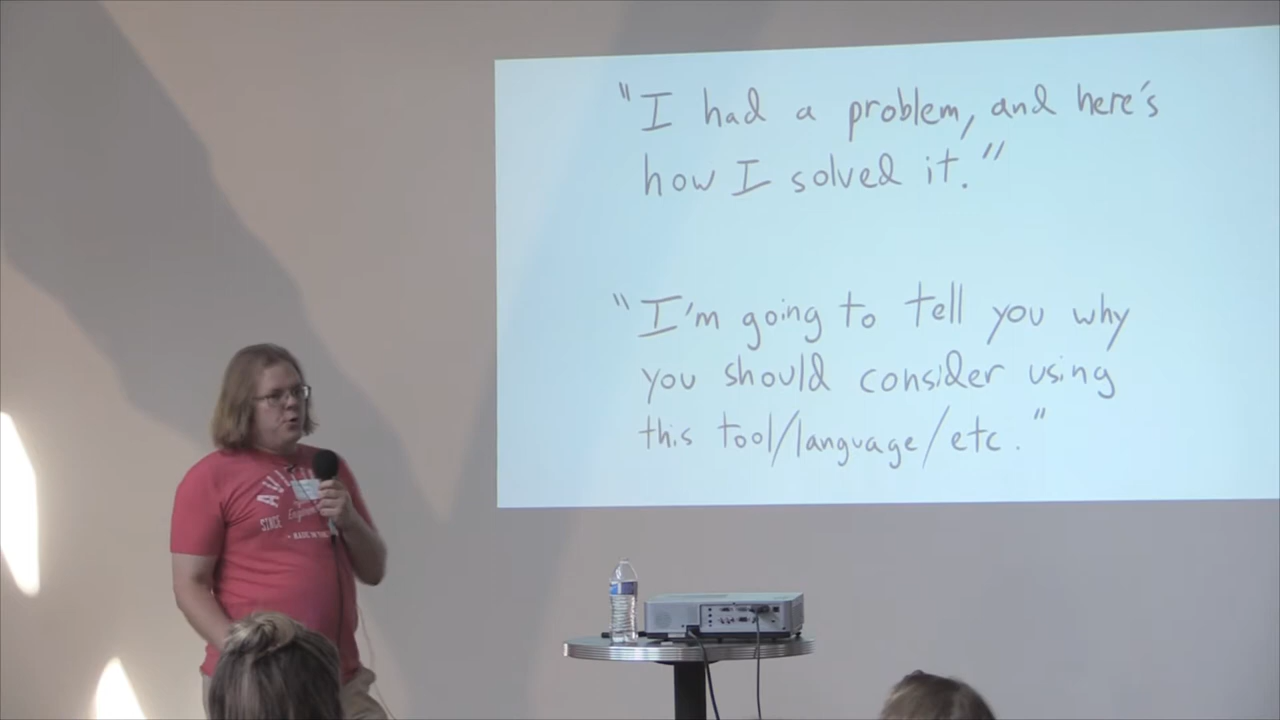 "I had a problem, and here's
how I solved it."
"I'm going to tell you why
you should consider using
this tool/language/etc."
SINCE